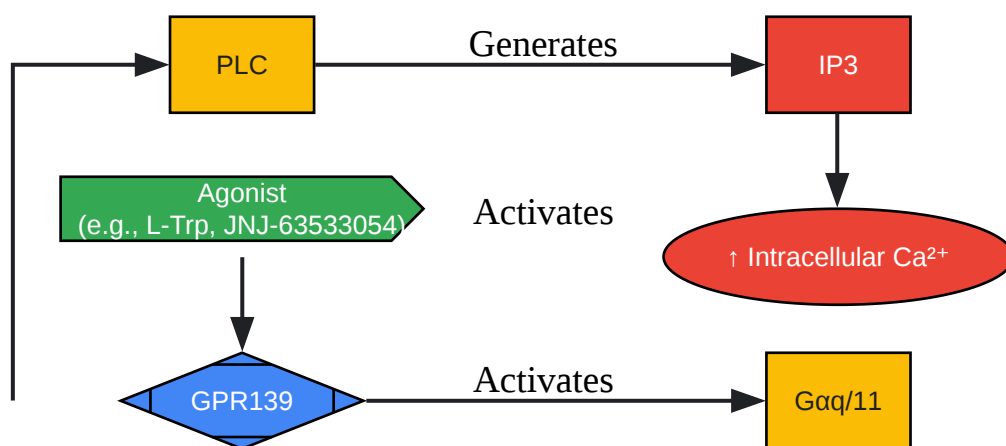 PLC
Generates
IP3
Agonist
(e.g., L-Trp, JNJ-63533054)
Activates
↑ Intracellular Ca²⁺
GPR139
Activates
Gαq/11